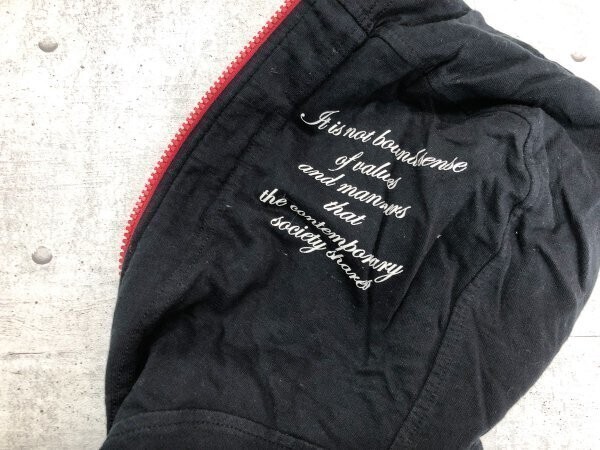 It is not bound sense
of values
and manners
that
the contemporary
society shares